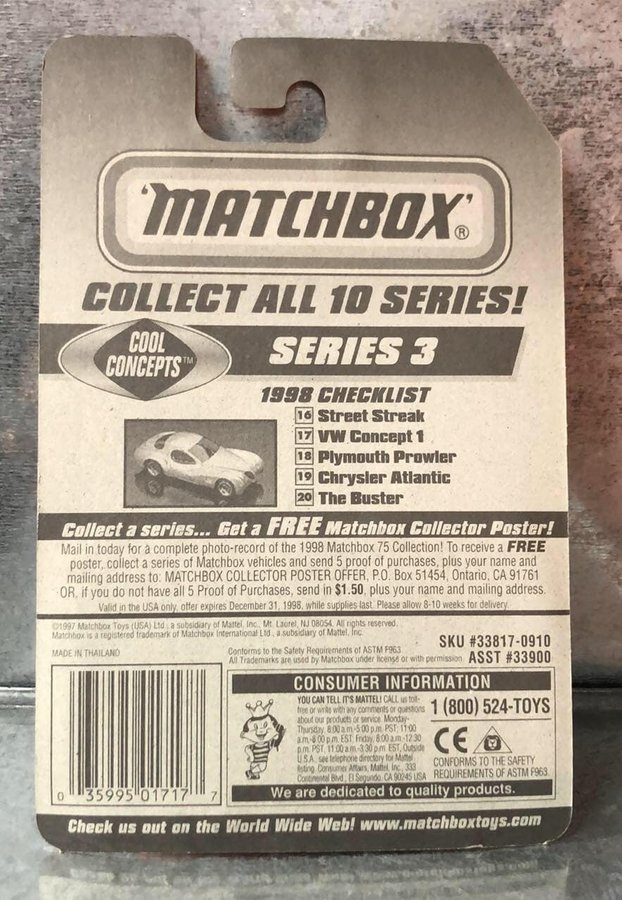 'MATCHBOX'®
COLLECT ALL 10 SERIES!
COOL CONCEPTS™
SERIES 3
1998 CHECKLIST
16 Street Streak
17 VW Concept 1
18 Plymouth Prowler
19 Chrysler Atlantic
20 The Buster
Collect a series... Get a FREE Matchbox Collector Poster!
Mail in today for a complete photo-record of the 1998 Matchbox 75 Collection! To receive a FREE
poster, collect a series of Matchbox vehicles and send 5 proof of purchases, plus your name and
mailing address to: MATCHBOX COLLECTOR POSTER OFFER, P.O. Box 51454, Ontario, CA 91761
OR, if you do not have all 5 Proof of Purchases, send in $1.50, plus your name and mailing address.
Valid in the USA only, offer expires December 31, 1998, while supplies last. Please allow 8-10 weeks for delivery.
©1997 Matchbox Toys (USA) Ltd., a subsidiary of Mattel, Inc., Mt. Laurel, NJ 08054. All rights reserved.
Matchbox is a registered trademark of Matchbox International Ltd., a subsidiary of Mattel, Inc.
MADE IN THAILAND
Conforms to the Safety Requirements of ASTM F963
All Trademarks are used by Matchbox under license or with permission.
SKU #33817-0910
ASST #33900
0 35995 01717 7
CONSUMER INFORMATION
YOU CAN TELL IT'S MATTEL! CALL us toll-
free or write with any comments or questions
about our products or service. Monday-
Thursday, 8:00 a.m.-5:00 p.m. PST; 11:00
a.m.-8:00 p.m. EST; Friday, 8:00 a.m.-12:30
p.m. PST, 11:00 a.m.-3:30 p.m. EST. Outside
U.S.A. see telephone directory for Mattel
listing. Consumer Affairs, Mattel, Inc., 333
Continental Blvd., El Segundo, CA 90245 USA
1 (800) 524-TOYS
CE
CONFORMS TO THE SAFETY
REQUIREMENTS OF ASTM F963.
We are dedicated to quality products.
Check us out on the World Wide Web! www.matchboxtoys.com